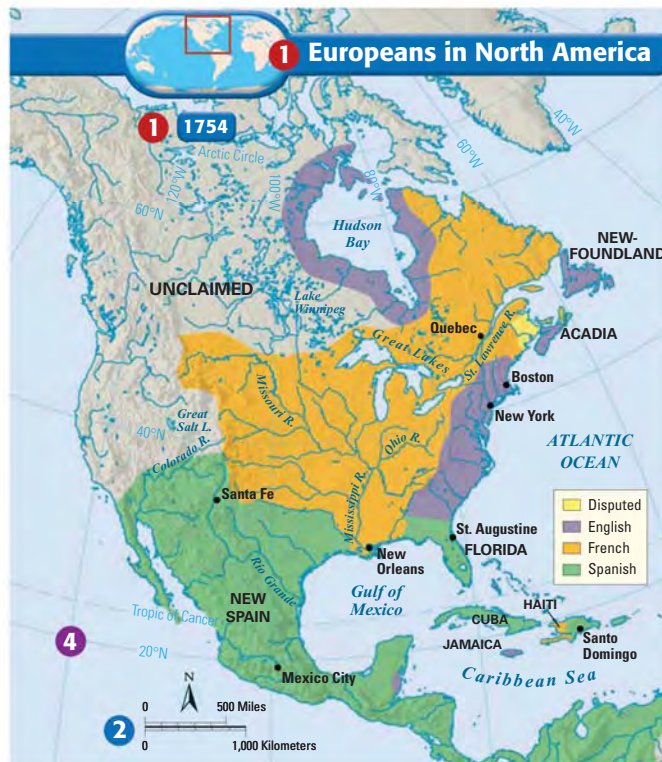 1 Europeans in North America
1 1754
Arctic Circle
40°W
60°W
80°W
100°W
120°W
60°N
Hudson
Bay
NEW-
FOUNDLAND
UNCLAIMED
Lake
Winnipeg
Quebec
St. Lawrence R.
ACADIA
Great Lakes
Boston
New York
Missouri R.
Great
Salt L.
40°N
Colorado R.
Ohio R.
ATLANTIC
OCEAN
Disputed
English
French
Spanish
Santa Fe
Mississippi R.
St. Augustine
FLORIDA
New
Orleans
Rio Grande
Gulf of
Mexico
NEW
SPAIN
Tropic of Cancer
HAITI
CUBA
Santo
Domingo
JAMAICA
4
20°N
Mexico City
Caribbean Sea
N
0 500 Miles
2
0 1,000 Kilometers